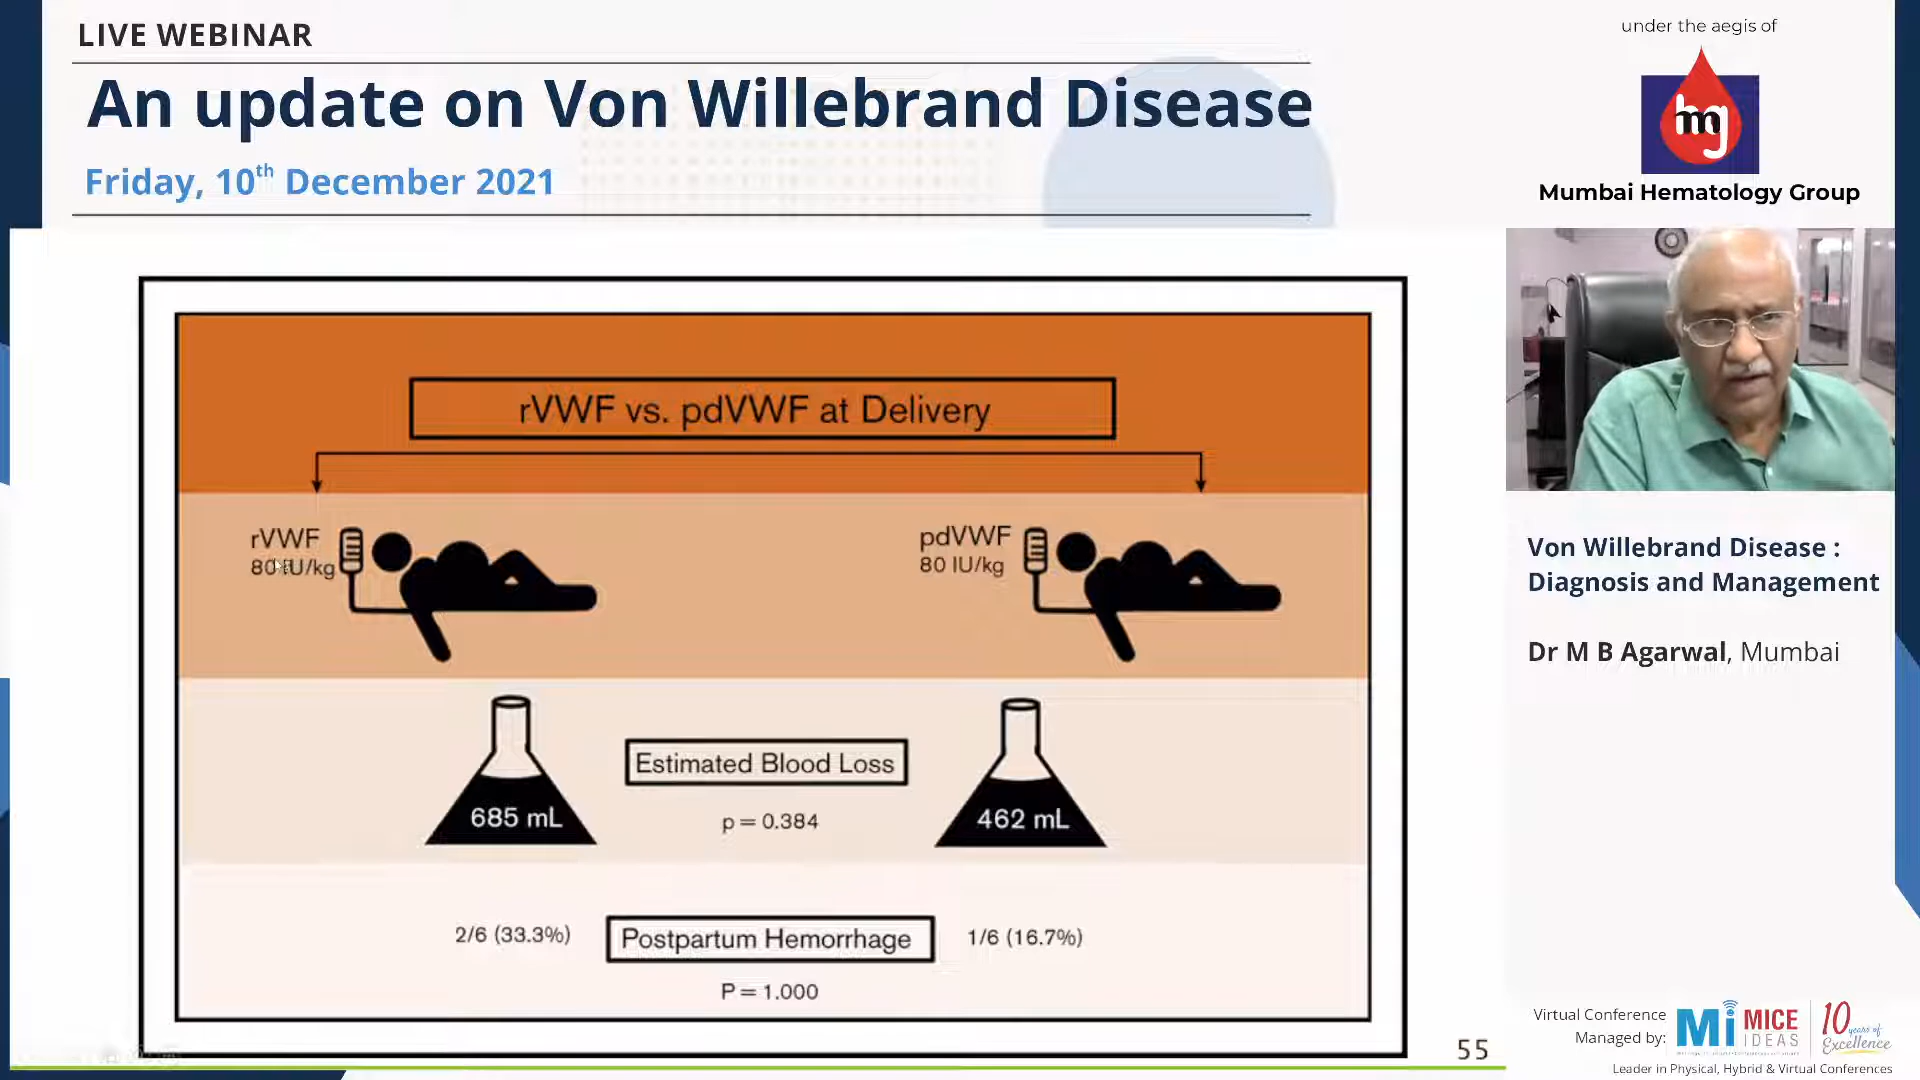 LIVE WEBINAR
An update on Von Willebrand Disease
Friday, 10th December 2021
under the aegis of
hmg
Mumbai Hematology Group
rVWF vs. pdVWF at Delivery
rVWF
80 IU/kg
pdVWF
80 IU/kg
Estimated Blood Loss
685 mL
462 mL
p = 0.384
2/6 (33.3%)
Postpartum Hemorrhage
1/6 (16.7%)
P = 1.000
55
Von Willebrand Disease :
Diagnosis and Management
Dr M B Agarwal, Mumbai
Virtual Conference
Managed by:
Mi MICE
IDEAS
10
years of
Excellence
Leader in Physical, Hybrid & Virtual Conferences